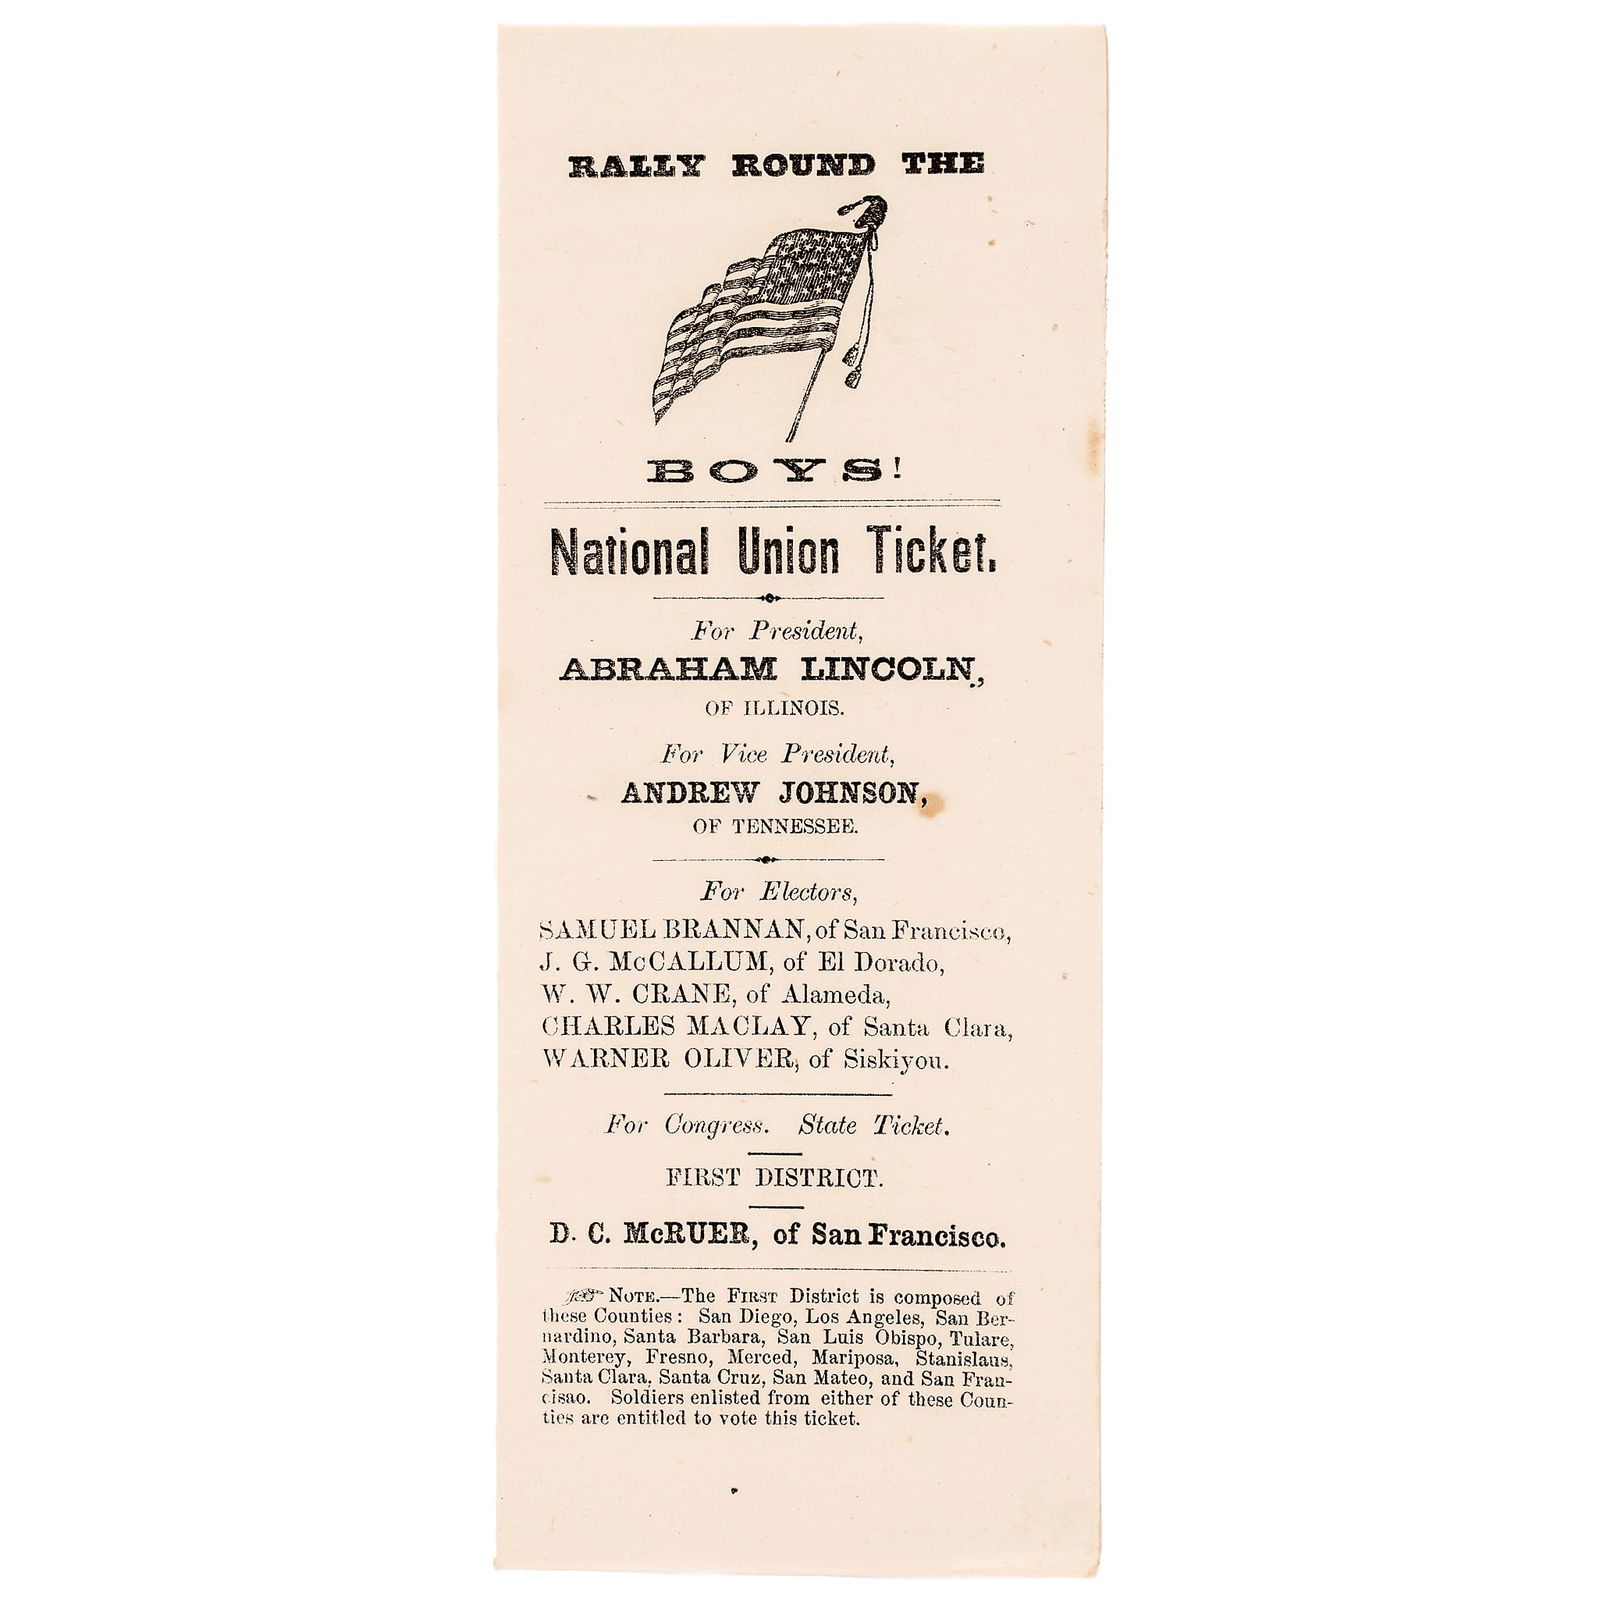 RALLY ROUND THE
BOYS!
National Union Ticket.
For President,
ABRAHAM LINCOLN,
OF ILLINOIS.
For Vice President,
ANDREW JOHNSON,
OF TENNESSEE.
For Electors,
SAMUEL BRANNAN, of San Francisco,
J. G. McCALLUM, of El Dorado,
W. W. CRANE, of Alameda,
CHARLES MACLAY, of Santa Clara,
WARNER OLIVER, of Siskiyou.
For Congress. State Ticket.
FIRST DISTRICT.
D. C. McRUER, of San Francisco.
NOTE.—The FIRST District is composed of
these Counties: San Diego, Los Angeles, San Ber-
nardino, Santa Barbara, San Luis Obispo, Tulare,
Monterey, Fresno, Merced, Mariposa, Stanislaus,
Santa Clara, Santa Cruz, San Mateo, and San Fran-
cisao. Soldiers enlisted from either of these Coun-
ties are entitled to vote this ticket.